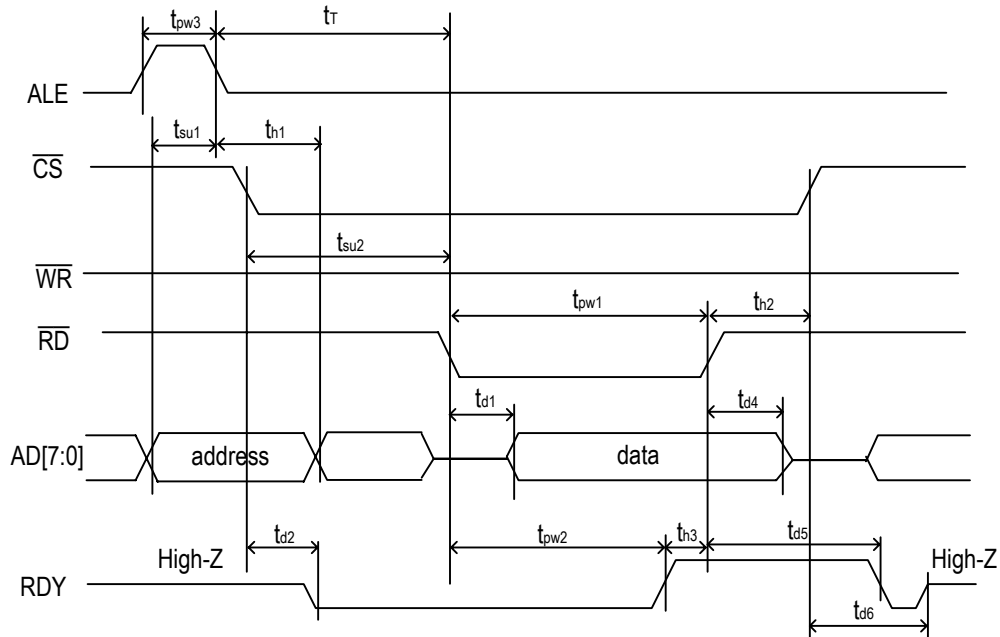 tpw3 tT
ALE
tsu1 th1
CS
tsu2
WR
tpw1 th2
RD
td1 td4
AD[7:0] address data
td2 tpw2 th3 td5
High-Z High-Z
RDY
td6